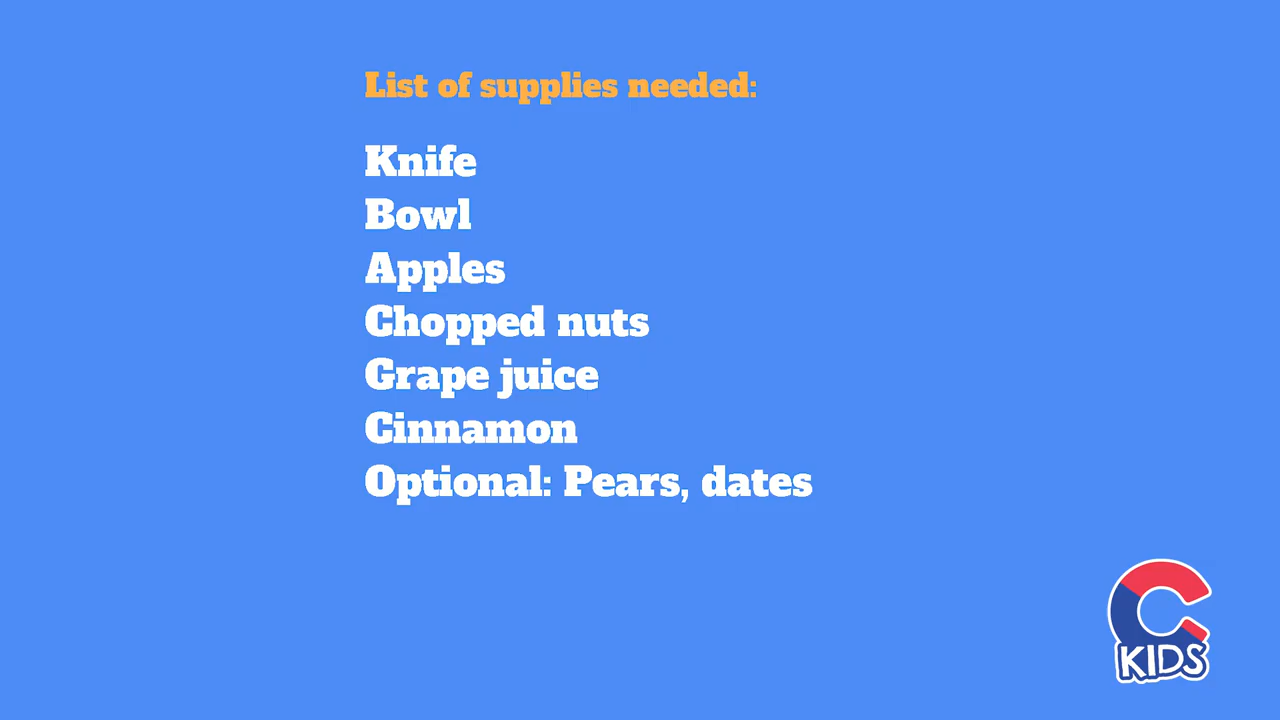 List of supplies needed:
Knife
Bowl
Apples
Chopped nuts
Grape juice
Cinnamon
Optional: Pears, dates
C
KIDS